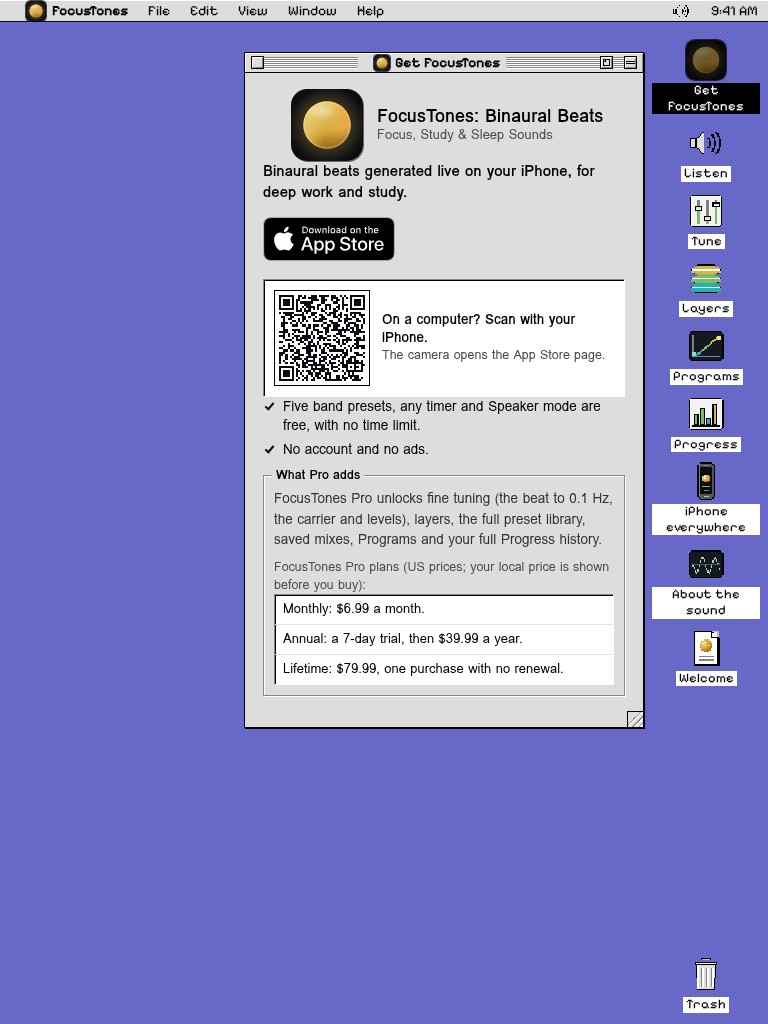 FocusTones File Edit View Window Help 9:41 AM
Get FocusTones
FocusTones: Binaural Beats
Focus, Study & Sleep Sounds
Binaural beats generated live on your iPhone, for
deep work and study.
Download on the
App Store
On a computer? Scan with your
iPhone.
The camera opens the App Store page.
Five band presets, any timer and Speaker mode are
free, with no time limit.
No account and no ads.
What Pro adds
FocusTones Pro unlocks fine tuning (the beat to 0.1 Hz,
the carrier and levels), layers, the full preset library,
saved mixes, Programs and your full Progress history.
FocusTones Pro plans (US prices; your local price is shown
before you buy):
Monthly: $6.99 a month.
Annual: a 7-day trial, then $39.99 a year.
Lifetime: $79.99, one purchase with no renewal.
Get
FocusTones
Listen
Tune
Layers
Programs
Progress
iPhone
everywhere
About the
sound
Welcome
Trash